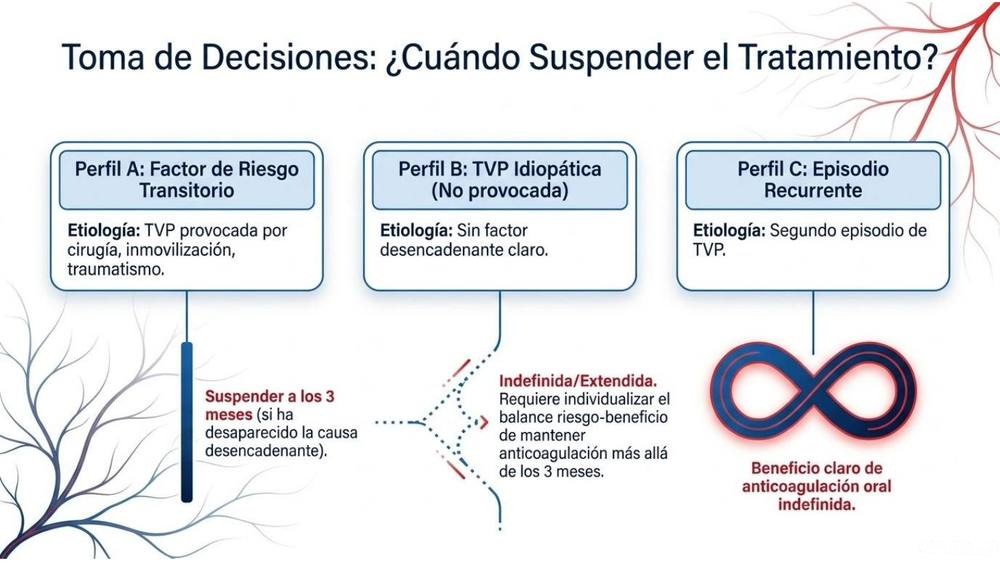 Toma de Decisiones: ¿Cuándo Suspender el Tratamiento?
Perfil A: Factor de Riesgo
Transitorio
Etiología: TVP provocada por
cirugía, inmovilización,
traumatismo.
Suspender a los 3
meses (si ha
desaparecido la causa
desencadenante).
Perfil B: TVP Idiopática
(No provocada)
Etiología: Sin factor
desencadenante claro.
Indefinida/Extendida.
Requiere individualizar el
balance riesgo-beneficio
de mantener
anticoagulación más allá
de los 3 meses.
Perfil C: Episodio
Recurrente
Etiología: Segundo episodio de
TVP.
Beneficio claro de
anticoagulación oral
indefinida.